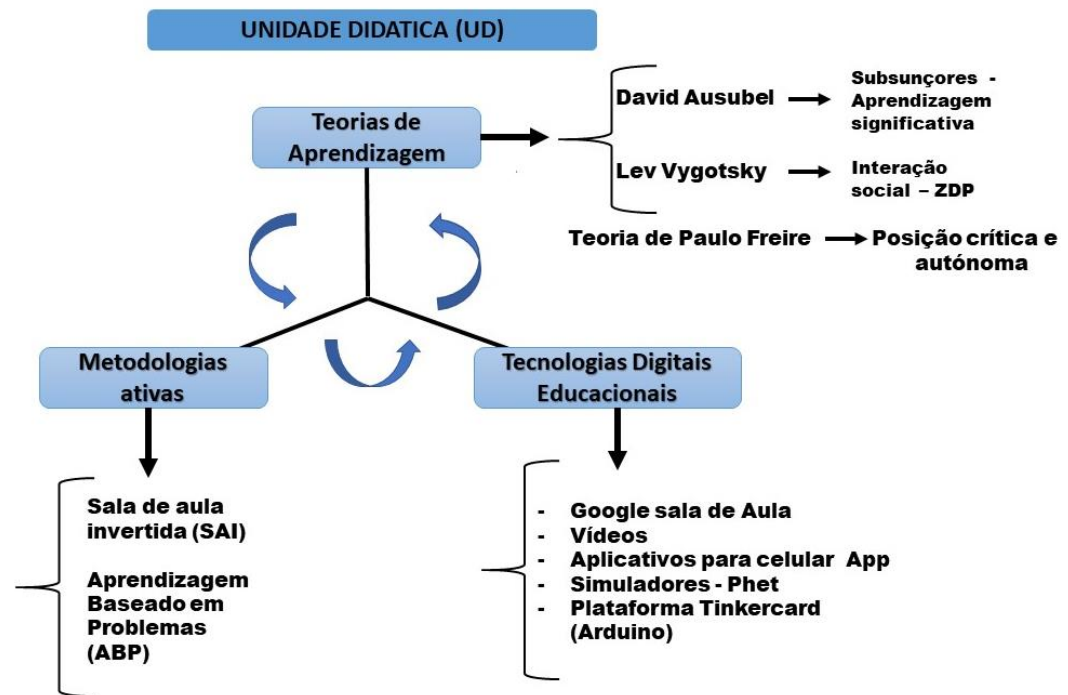 UNIDADE DIDATICA (UD)
Teorias de
Aprendizagem
David Ausubel
Subsunçores -
Aprendizagem
significativa
Lev Vygotsky
Interação
social – ZDP
Teoria de Paulo Freire
Posição crítica e
autónoma
Metodologias
ativas
Tecnologias Digitais
Educacionais
Sala de aula
invertida (SAI)
Aprendizagem
Baseado em
Problemas
(ABP)
- Google sala de Aula
- Vídeos
- Aplicativos para celular App
- Simuladores - Phet
- Plataforma Tinkercard
(Arduino)